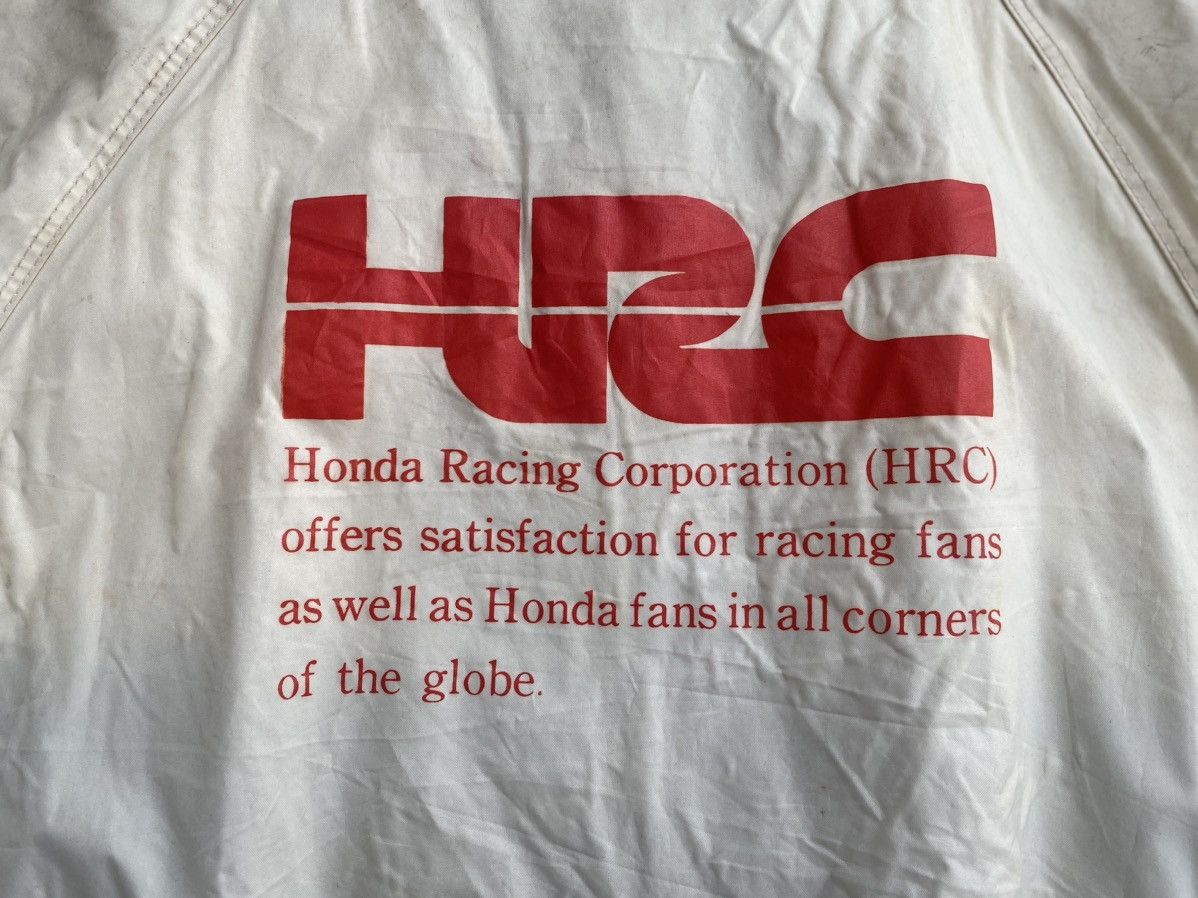 HRC
Honda Racing Corporation (HRC)
offers satisfaction for racing fans
as well as Honda fans in all corners
of the globe.